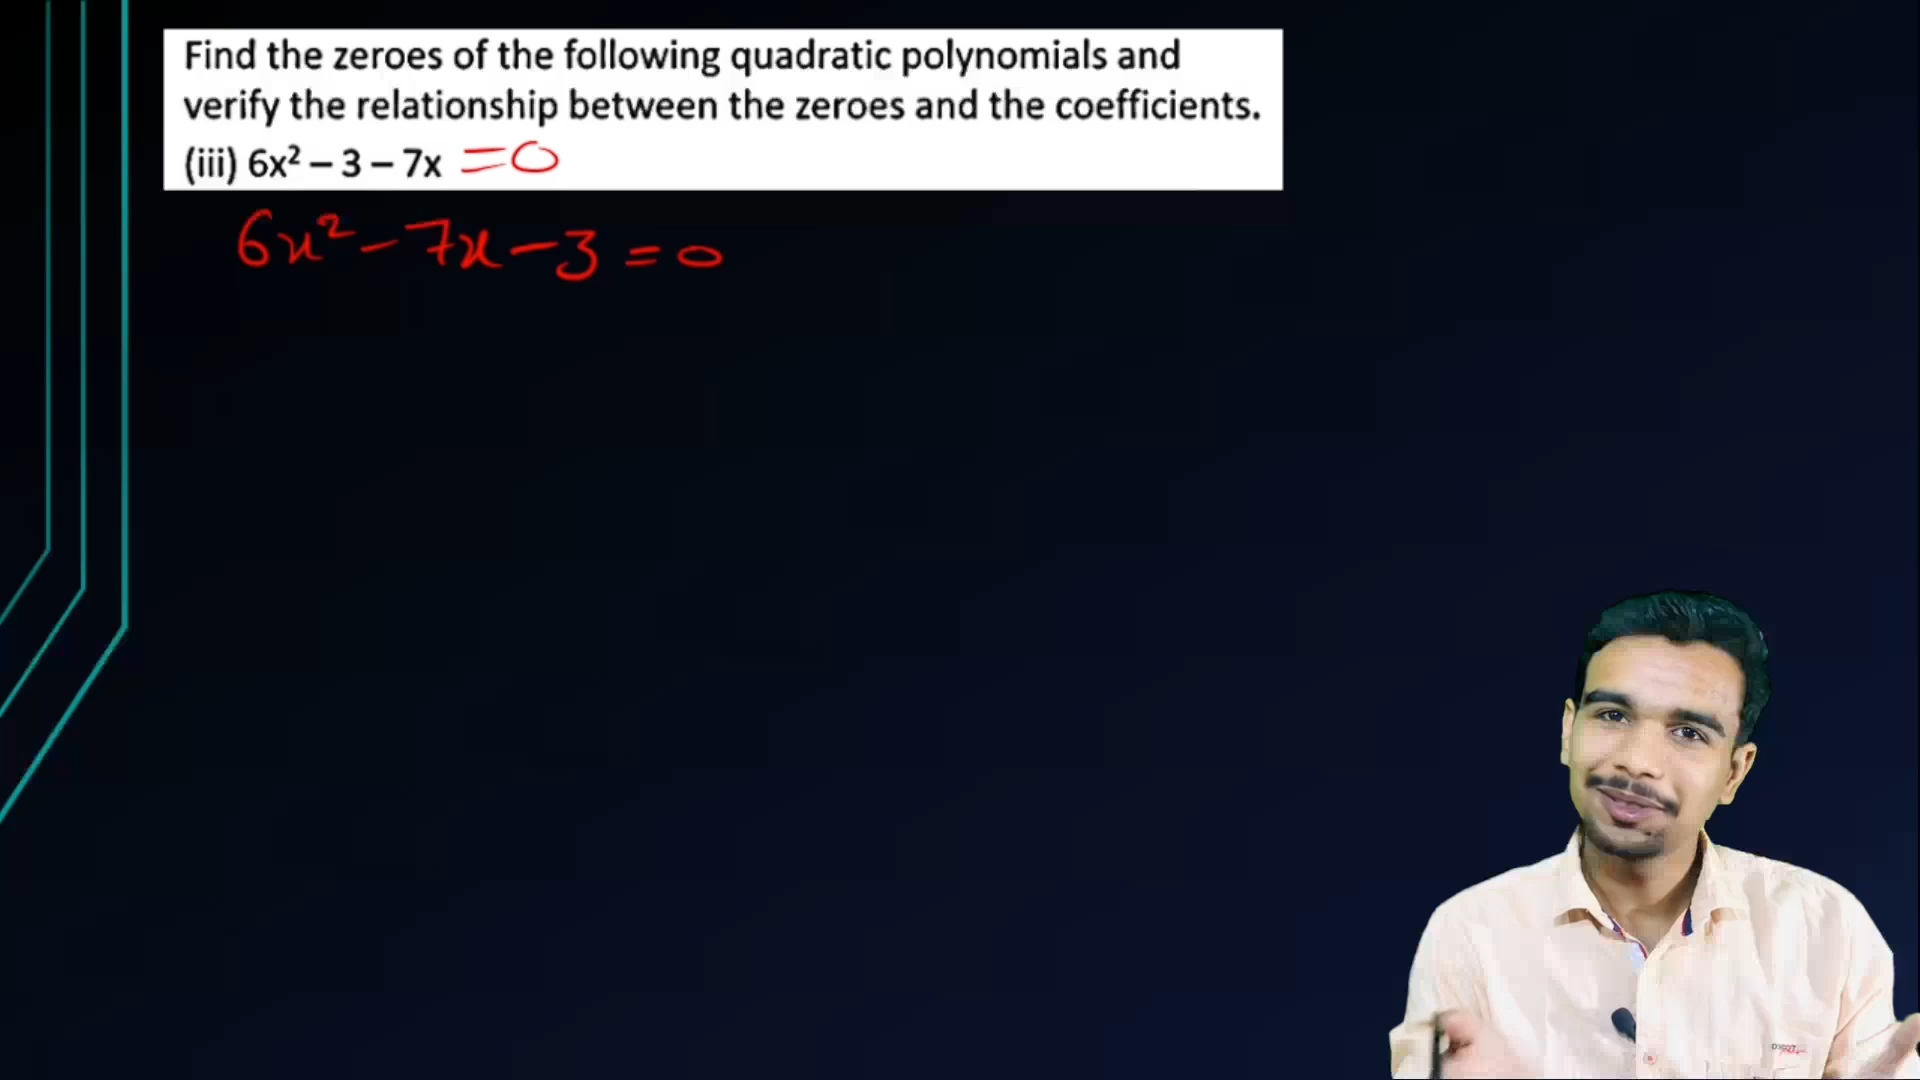 Find the zeroes of the following quadratic polynomials and
verify the relationship between the zeroes and the coefficients.
(iii) 6x² – 3 – 7x =0
6x² - 7x - 3 = 0